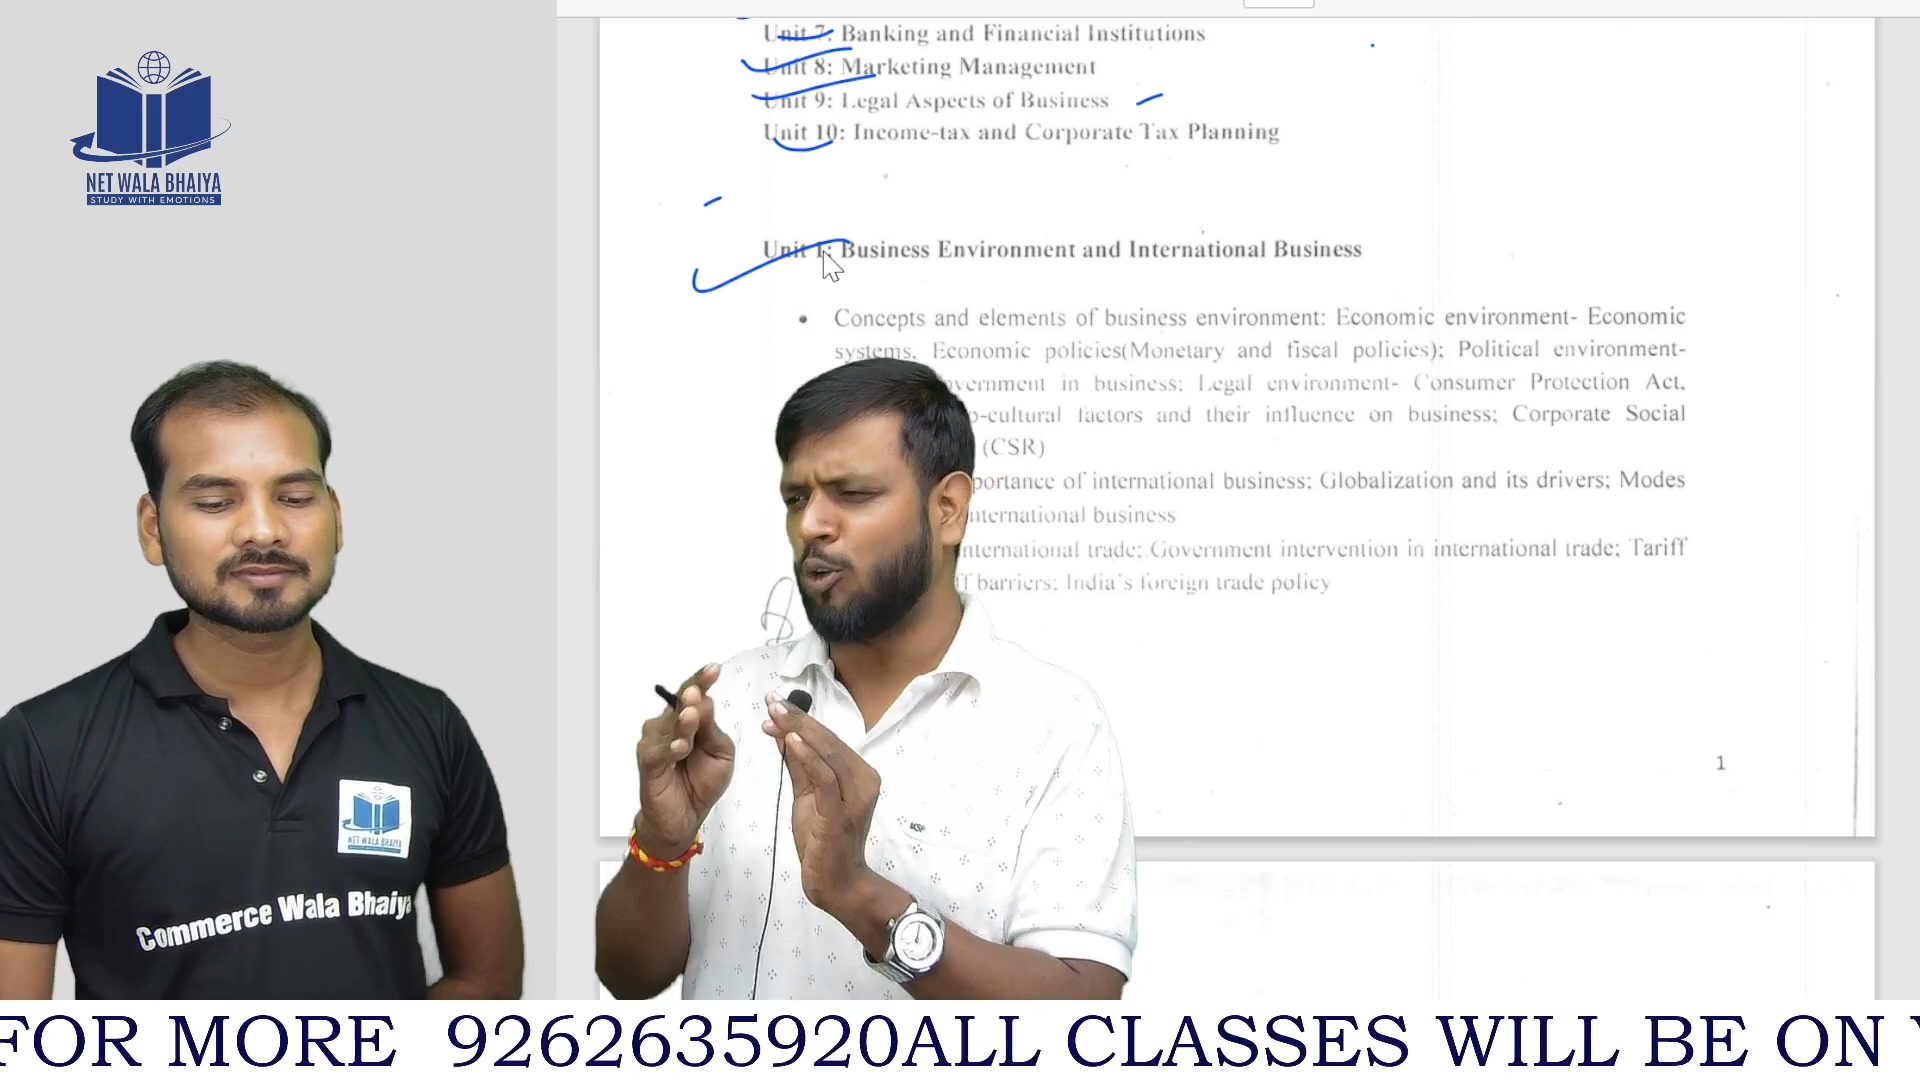 Unit 7: Banking and Financial Institutions
Unit 8: Marketing Management
Unit 9: Legal Aspects of Business
Unit 10: Income-tax and Corporate Tax Planning
NET WALA BHAIYA
STUDY WITH EMOTIONS
Unit 1: Business Environment and International Business
• Concepts and elements of business environment: Economic environment- Economic
systems, Economic policies(Monetary and fiscal policies); Political environment-
in business; Legal environment- Consumer Protection Act,
factors and their influence on business; Corporate Social
(CSR)
of international business; Globalization and its drivers; Modes
business
trade; Government intervention in international trade; Tariff
barriers; India's foreign trade policy
1
MSP
NET WALA BHAIYA
Commerce Wala Bhaiya
FOR MORE 9262635920ALL CLASSES WILL BE ON